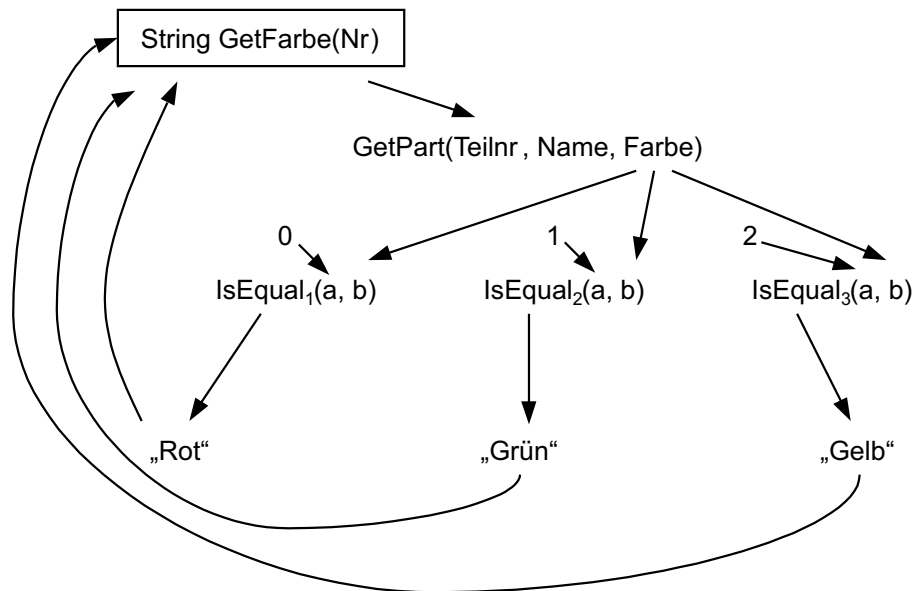 String GetFarbe(Nr)
GetPart(Teilnr, Name, Farbe)
0
1
2
IsEqual₁(a, b)
IsEqual₂(a, b)
IsEqual₃(a, b)
„Rot“
„Grün“
„Gelb“